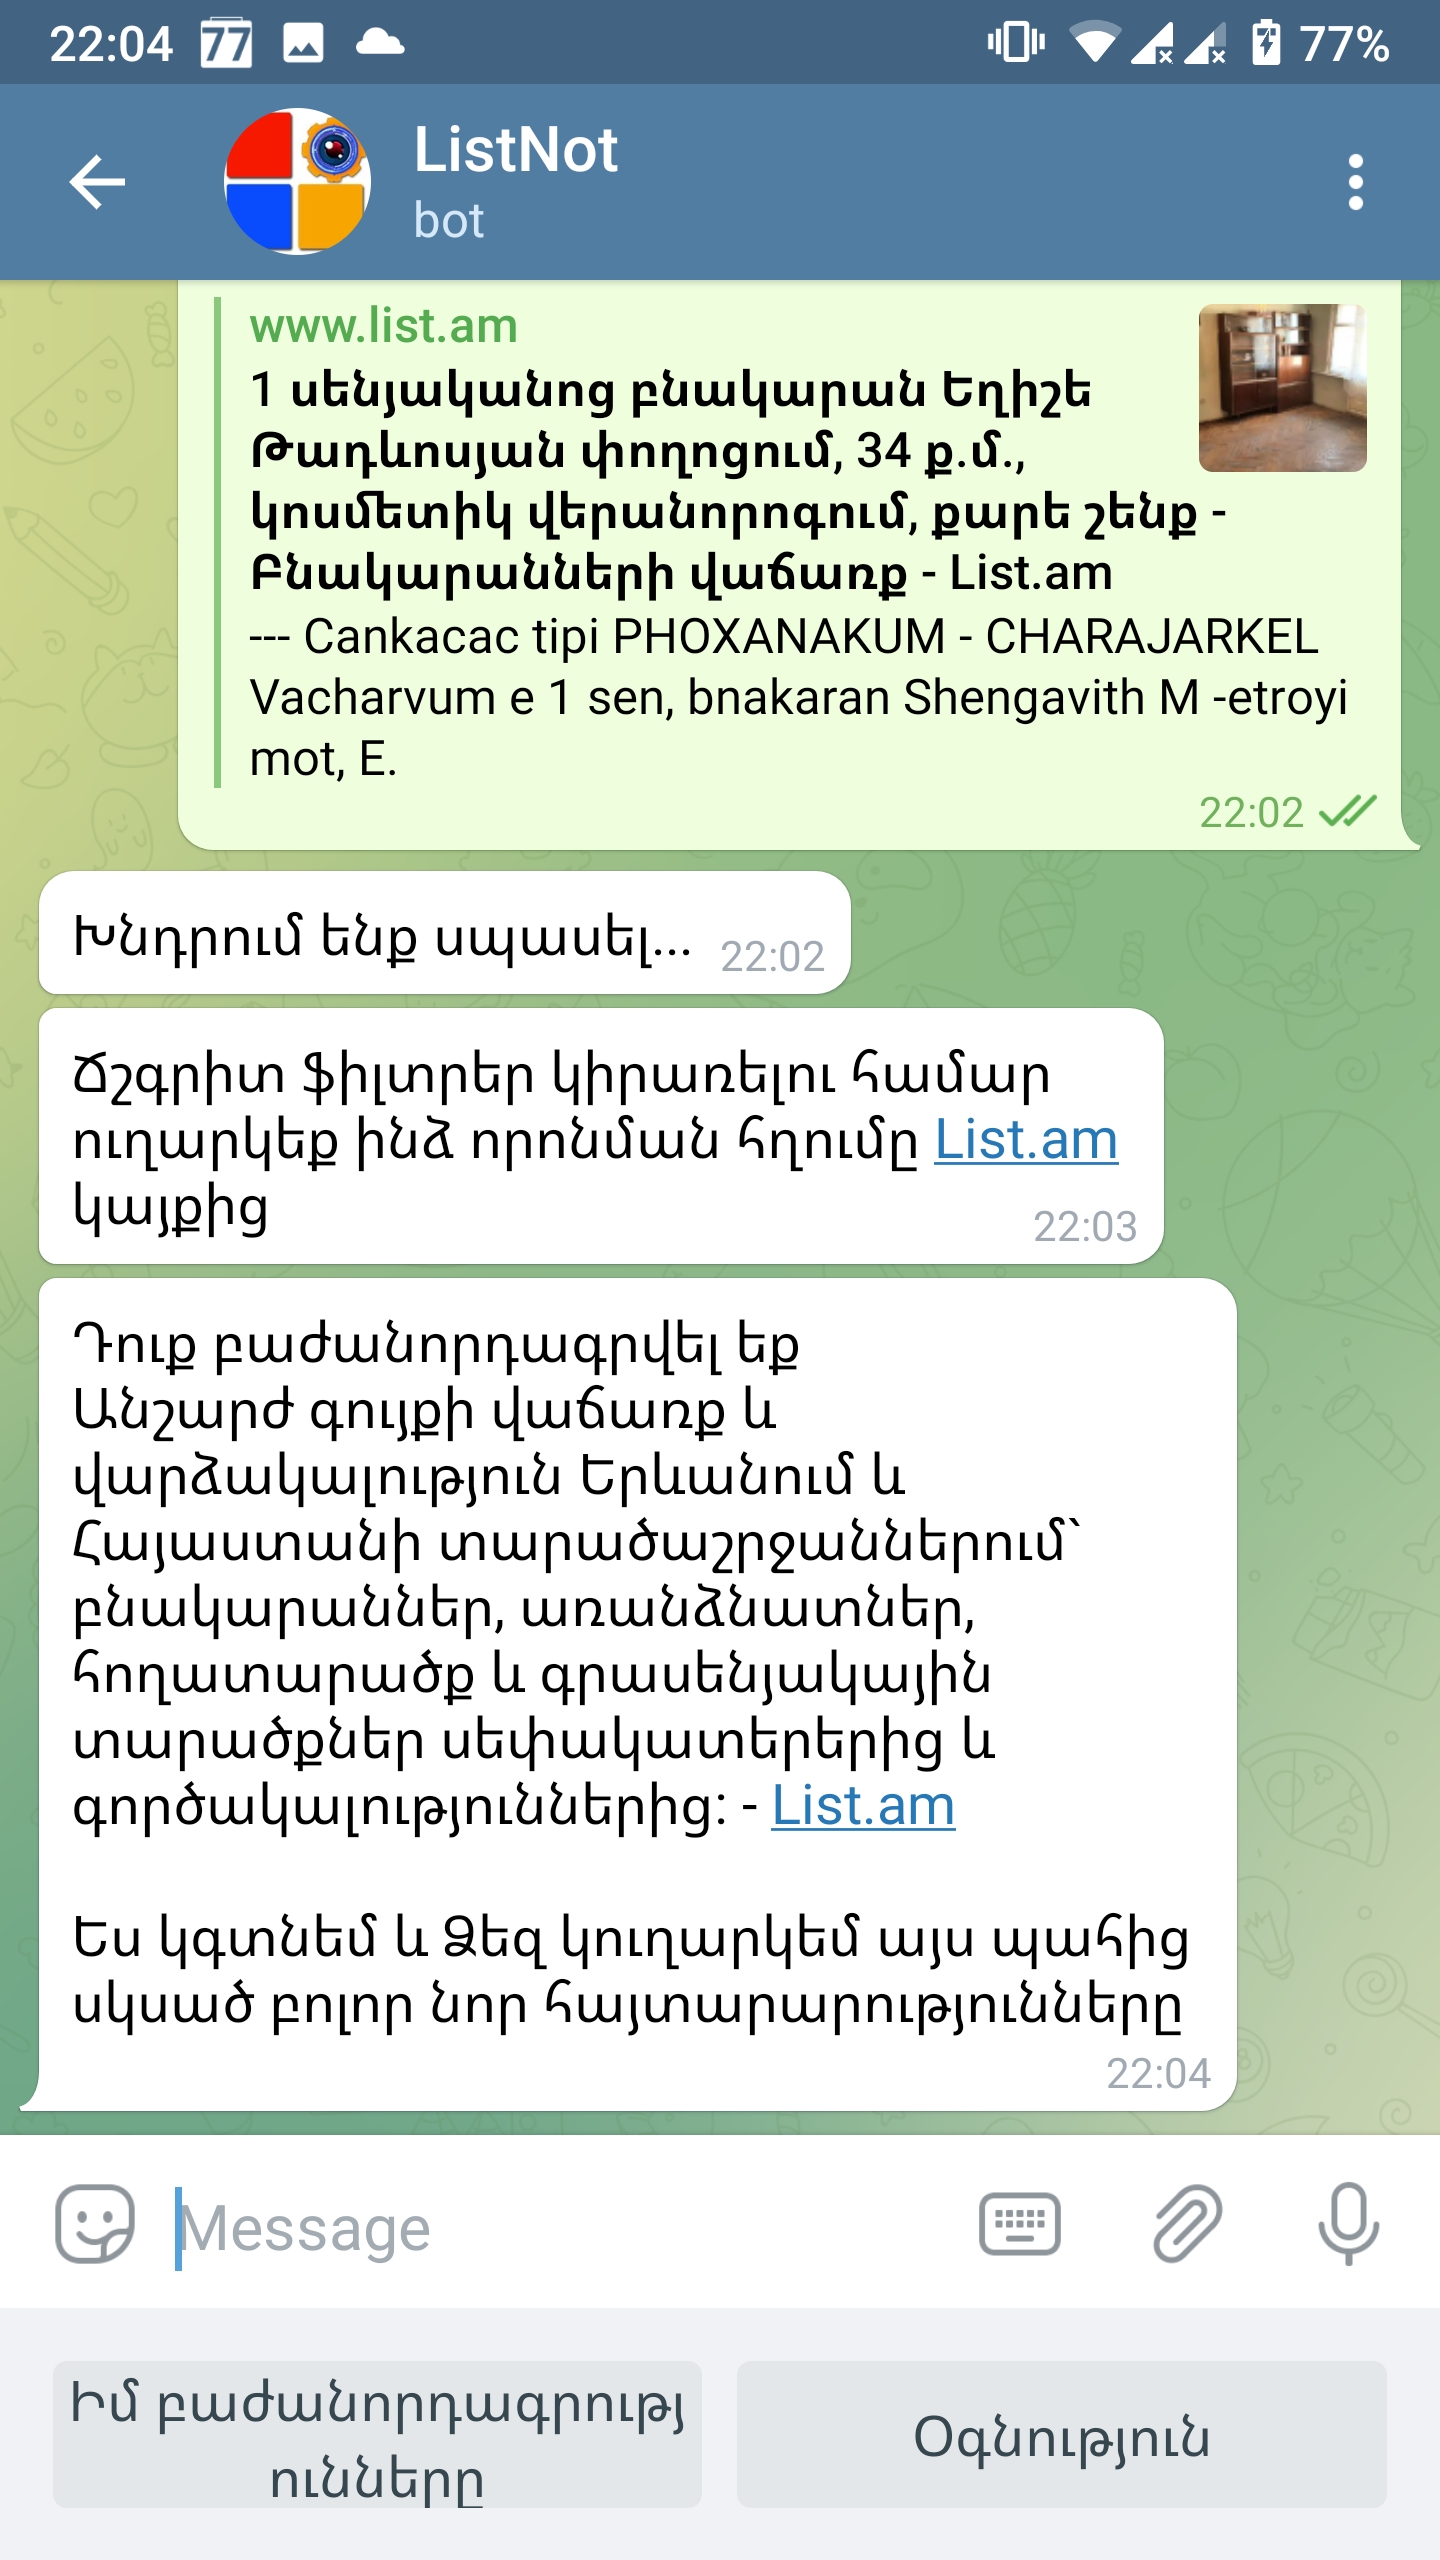 22:04 77 77%
ListNot
bot
www.list.am
1 սենյականոց բնակարան Եղիշե
Թադևոսյան փողոցում, 34 ք.մ.,
կոսմետիկ վերանորոգում, քարե շենք -
Բնակարանների վաճառք - List.am
--- Cankacac tipi PHOXANAKUM - CHARAJARKEL
Vacharvum e 1 sen, bnakaran Shengavith M -etroyi
mot, E.
22:02
Խնդրում ենք սպասել... 22:02
Ճշգրիտ ֆիլտրեր կիրառելու համար
ուղարկեք ինձ որոնման հղումը List.am
կայքից
22:03
Դուք բաժանորդագրվել եք
Անշարժ գույքի վաճառք և
վարձակալություն Երևանում և
Հայաստանի տարածաշրջաններում՝
բնակարաններ, առանձնատներ,
հողատարածք և գրասենյակային
տարածքներ սեփակատերերից և
գործակալություններից: - List.am
Ես կգտնեմ և Ձեզ կուղարկեմ այս պահից
սկսած բոլոր նոր հայտարարությունները
22:04
Message
Իմ բաժանորդագրությ
ունները
Օգնություն